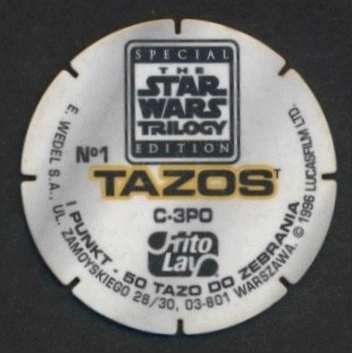 SPECIAL
THE
STAR
WARS
TRILOGY
EDITION
Nº1
TAZOS
C-3PO
Frito
Lay
1 PUNKT - 50 TAZO DO ZEBRANIA
E. WEDEL S.A., UL. ZAMOYSKIEGO 28/30, 03-801 WARSZAWA. © 1996 LUCASFILM LTD.